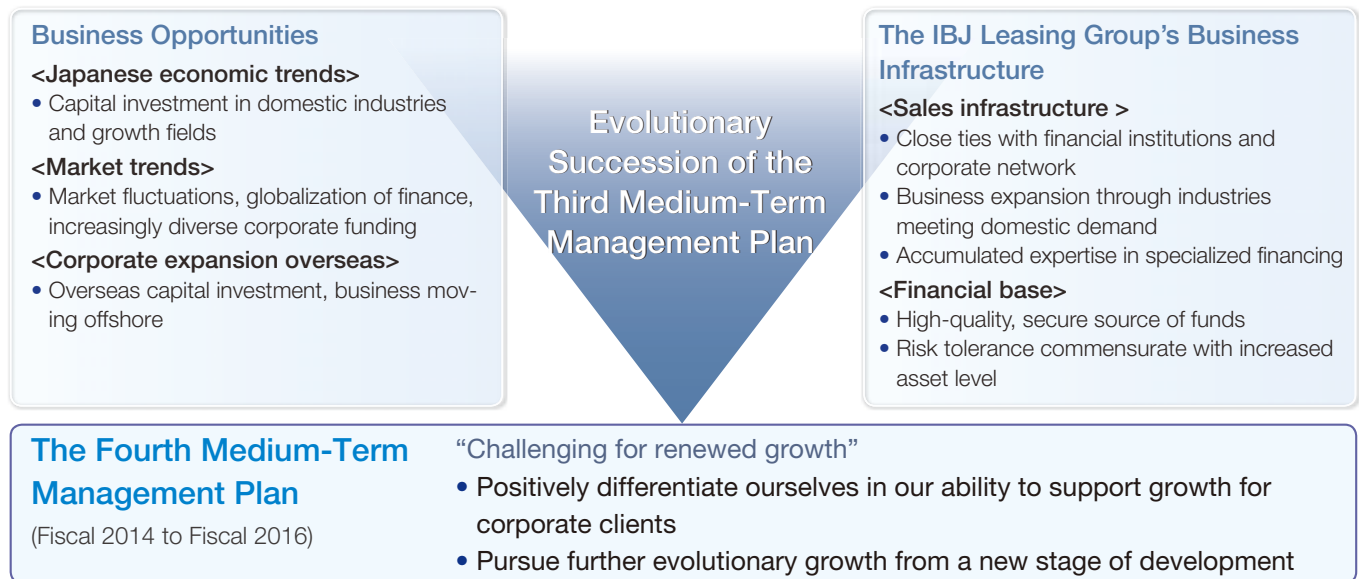 Business Opportunities
<Japanese economic trends>
• Capital investment in domestic industries
and growth fields
<Market trends>
• Market fluctuations, globalization of finance,
increasingly diverse corporate funding
<Corporate expansion overseas>
• Overseas capital investment, business mov-
ing offshore
Evolutionary
Succession of the
Third Medium-Term
Management Plan
The IBJ Leasing Group’s Business
Infrastructure
<Sales infrastructure >
• Close ties with financial institutions and
corporate network
• Business expansion through industries
meeting domestic demand
• Accumulated expertise in specialized financing
<Financial base>
• High-quality, secure source of funds
• Risk tolerance commensurate with increased
asset level
The Fourth Medium-Term
Management Plan
(Fiscal 2014 to Fiscal 2016)
“Challenging for renewed growth”
• Positively differentiate ourselves in our ability to support growth for
corporate clients
• Pursue further evolutionary growth from a new stage of development